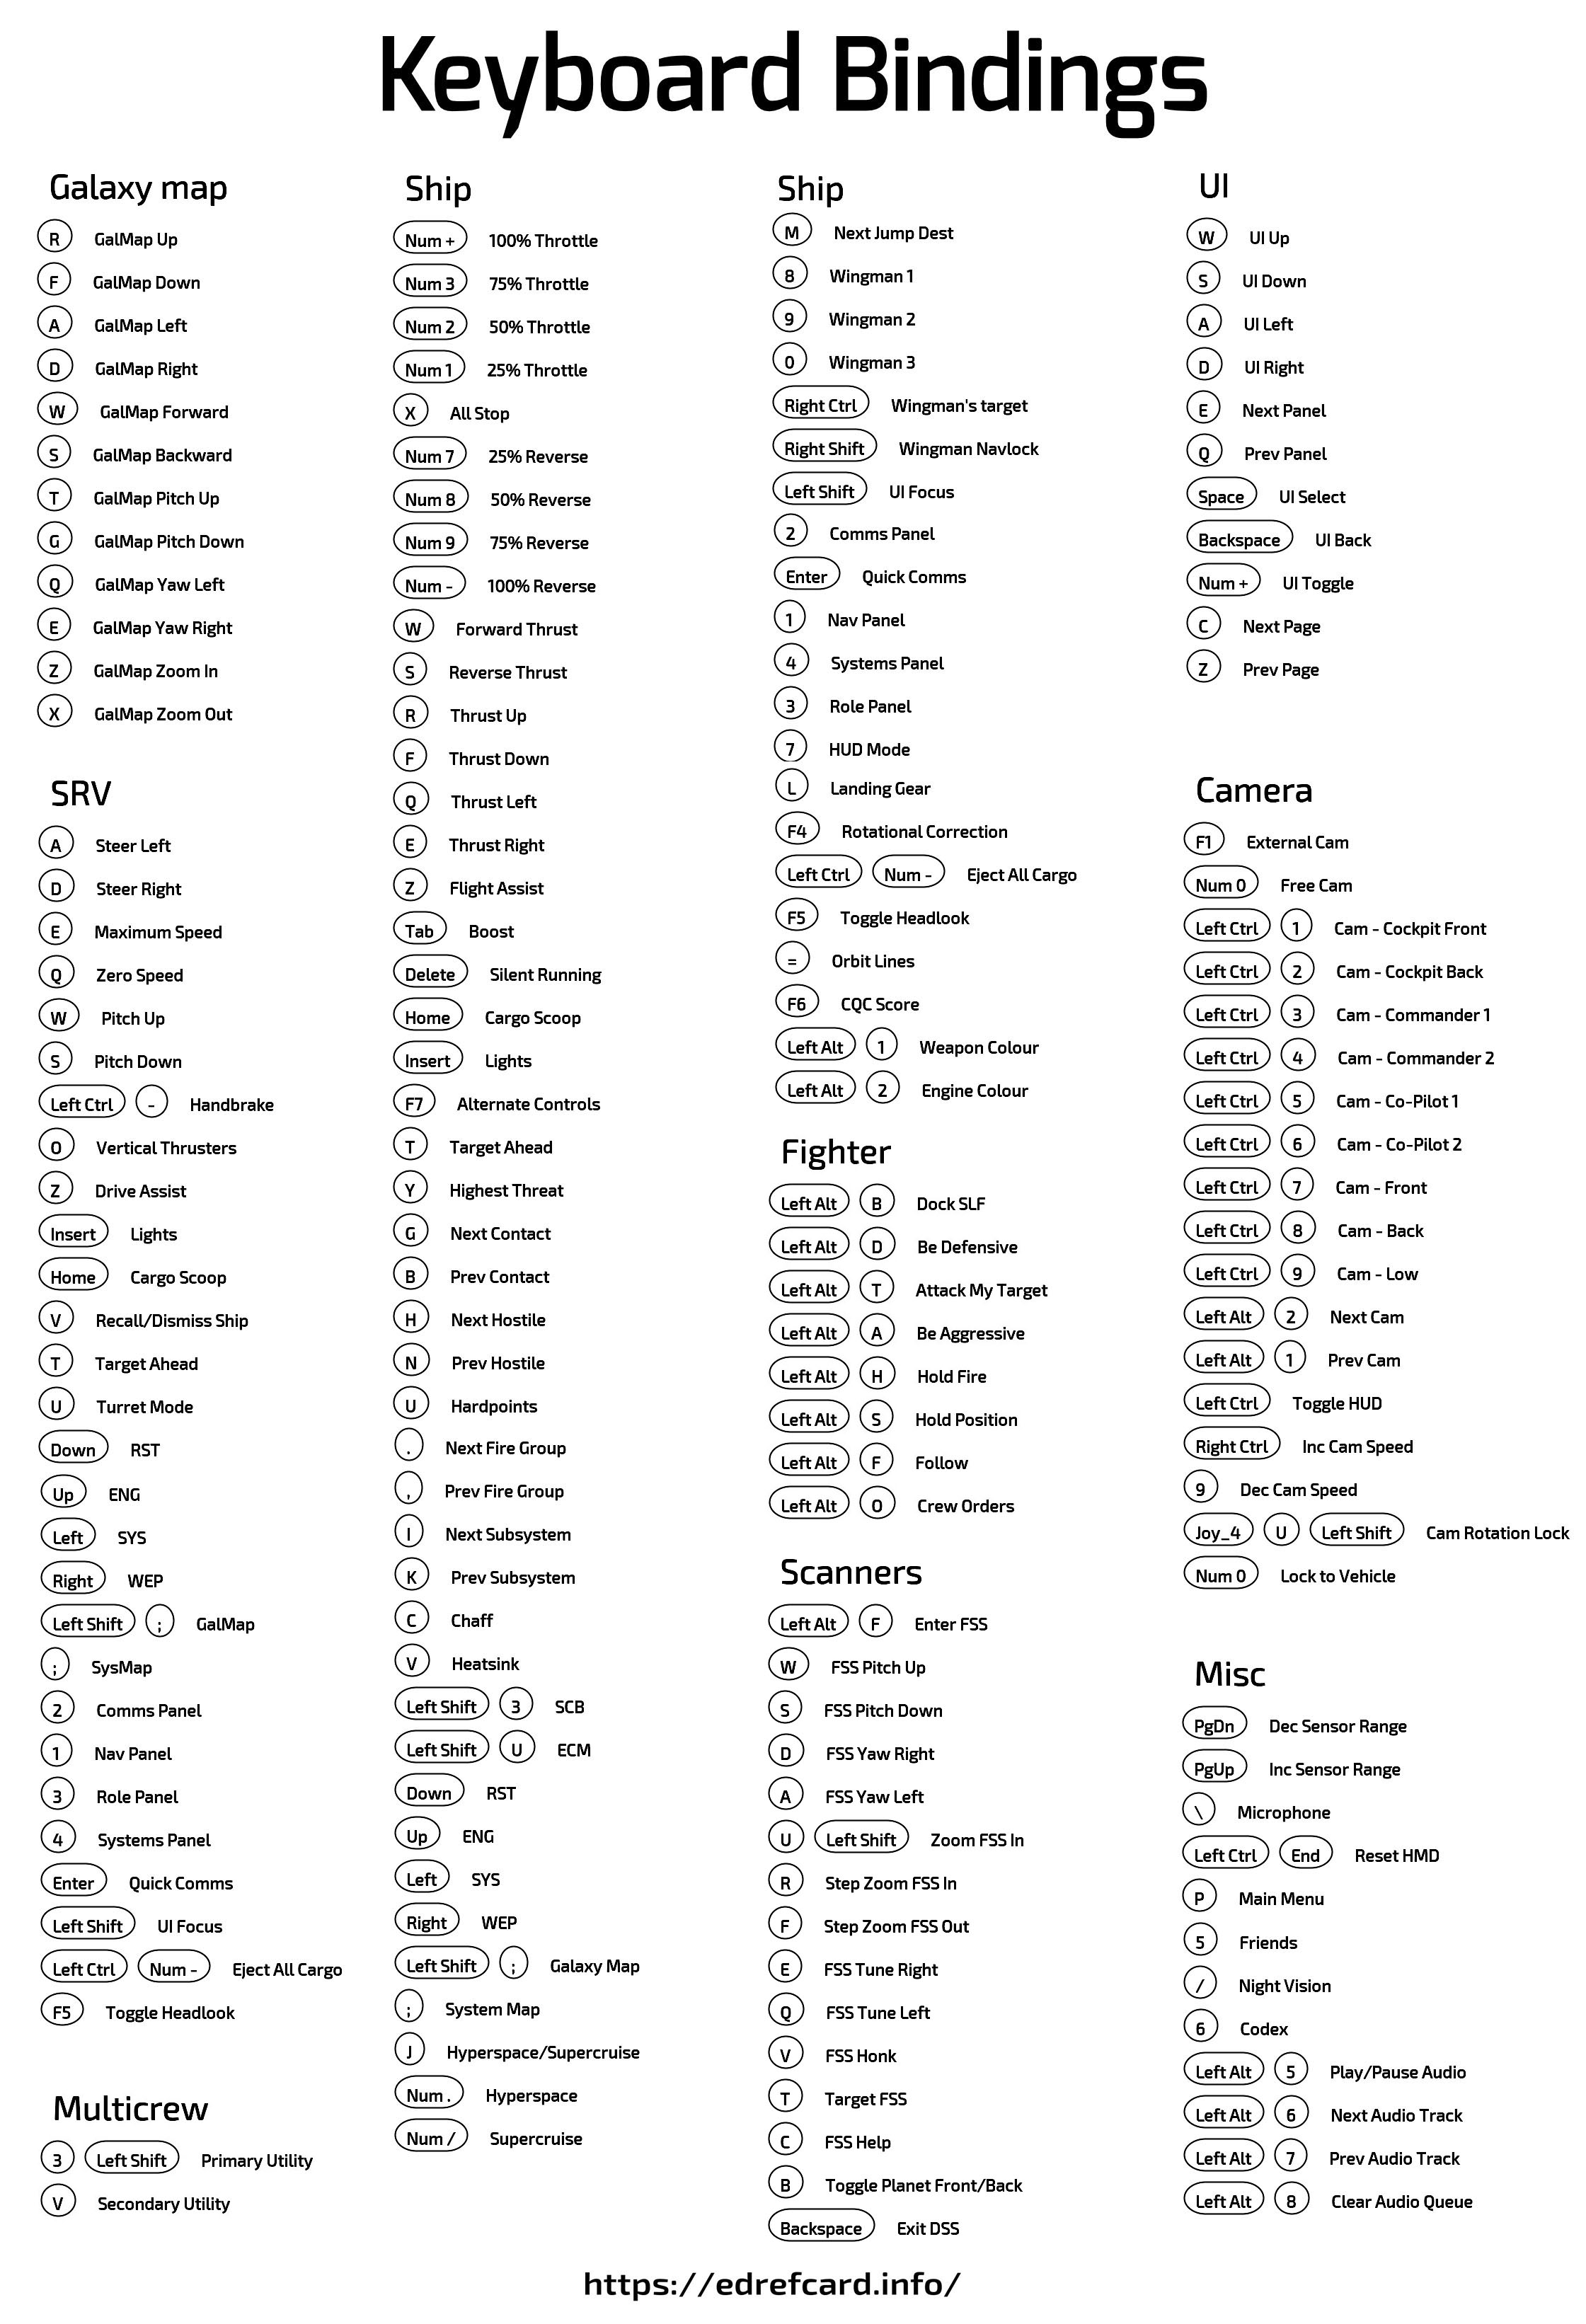 Keyboard Bindings
Galaxy map
R GalMap Up
F GalMap Down
A GalMap Left
D GalMap Right
W GalMap Forward
S GalMap Backward
T GalMap Pitch Up
G GalMap Pitch Down
Q GalMap Yaw Left
E GalMap Yaw Right
Z GalMap Zoom In
X GalMap Zoom Out
SRV
A Steer Left
D Steer Right
E Maximum Speed
Q Zero Speed
W Pitch Up
S Pitch Down
Left Ctrl - Handbrake
O Vertical Thrusters
Z Drive Assist
Insert Lights
Home Cargo Scoop
V Recall/Dismiss Ship
T Target Ahead
U Turret Mode
Down RST
Up ENG
Left SYS
Right WEP
Left Shift ; GalMap
; SysMap
2 Comms Panel
1 Nav Panel
3 Role Panel
4 Systems Panel
Enter Quick Comms
Left Shift UI Focus
Left Ctrl Num - Eject All Cargo
F5 Toggle Headlook
Multicrew
3 Left Shift Primary Utility
V Secondary Utility
Ship
Num + 100% Throttle
Num 3 75% Throttle
Num 2 50% Throttle
Num 1 25% Throttle
X All Stop
Num 7 25% Reverse
Num 8 50% Reverse
Num 9 75% Reverse
Num - 100% Reverse
W Forward Thrust
S Reverse Thrust
R Thrust Up
F Thrust Down
Q Thrust Left
E Thrust Right
Z Flight Assist
Tab Boost
Delete Silent Running
Home Cargo Scoop
Insert Lights
F7 Alternate Controls
T Target Ahead
Y Highest Threat
G Next Contact
B Prev Contact
H Next Hostile
N Prev Hostile
U Hardpoints
. Next Fire Group
, Prev Fire Group
I Next Subsystem
K Prev Subsystem
C Chaff
V Heatsink
Left Shift 3 SCB
Left Shift U ECM
Down RST
Up ENG
Left SYS
Right WEP
Left Shift ; Galaxy Map
; System Map
J Hyperspace/Supercruise
Num . Hyperspace
Num / Supercruise
Ship
M Next Jump Dest
8 Wingman 1
9 Wingman 2
0 Wingman 3
Right Ctrl Wingman's target
Right Shift Wingman Navlock
Left Shift UI Focus
2 Comms Panel
Enter Quick Comms
1 Nav Panel
4 Systems Panel
3 Role Panel
7 HUD Mode
L Landing Gear
F4 Rotational Correction
Left Ctrl Num - Eject All Cargo
F5 Toggle Headlook
= Orbit Lines
F6 CQC Score
Left Alt 1 Weapon Colour
Left Alt 2 Engine Colour
Fighter
Left Alt B Dock SLF
Left Alt D Be Defensive
Left Alt T Attack My Target
Left Alt A Be Aggressive
Left Alt H Hold Fire
Left Alt S Hold Position
Left Alt F Follow
Left Alt O Crew Orders
Scanners
Left Alt F Enter FSS
W FSS Pitch Up
S FSS Pitch Down
D FSS Yaw Right
A FSS Yaw Left
U Left Shift Zoom FSS In
R Step Zoom FSS In
F Step Zoom FSS Out
E FSS Tune Right
Q FSS Tune Left
V FSS Honk
T Target FSS
C FSS Help
B Toggle Planet Front/Back
Backspace Exit DSS
UI
W UI Up
S UI Down
A UI Left
D UI Right
E Next Panel
Q Prev Panel
Space UI Select
Backspace UI Back
Num + UI Toggle
C Next Page
Z Prev Page
Camera
F1 External Cam
Num 0 Free Cam
Left Ctrl 1 Cam - Cockpit Front
Left Ctrl 2 Cam - Cockpit Back
Left Ctrl 3 Cam - Commander 1
Left Ctrl 4 Cam - Commander 2
Left Ctrl 5 Cam - Co-Pilot 1
Left Ctrl 6 Cam - Co-Pilot 2
Left Ctrl 7 Cam - Front
Left Ctrl 8 Cam - Back
Left Ctrl 9 Cam - Low
Left Alt 2 Next Cam
Left Alt 1 Prev Cam
Left Ctrl Toggle HUD
Right Ctrl Inc Cam Speed
9 Dec Cam Speed
Joy_4 U Left Shift Cam Rotation Lock
Num 0 Lock to Vehicle
Misc
PgDn Dec Sensor Range
PgUp Inc Sensor Range
\ Microphone
Left Ctrl End Reset HMD
P Main Menu
5 Friends
/ Night Vision
6 Codex
Left Alt 5 Play/Pause Audio
Left Alt 6 Next Audio Track
Left Alt 7 Prev Audio Track
Left Alt 8 Clear Audio Queue
https://edrefcard.info/